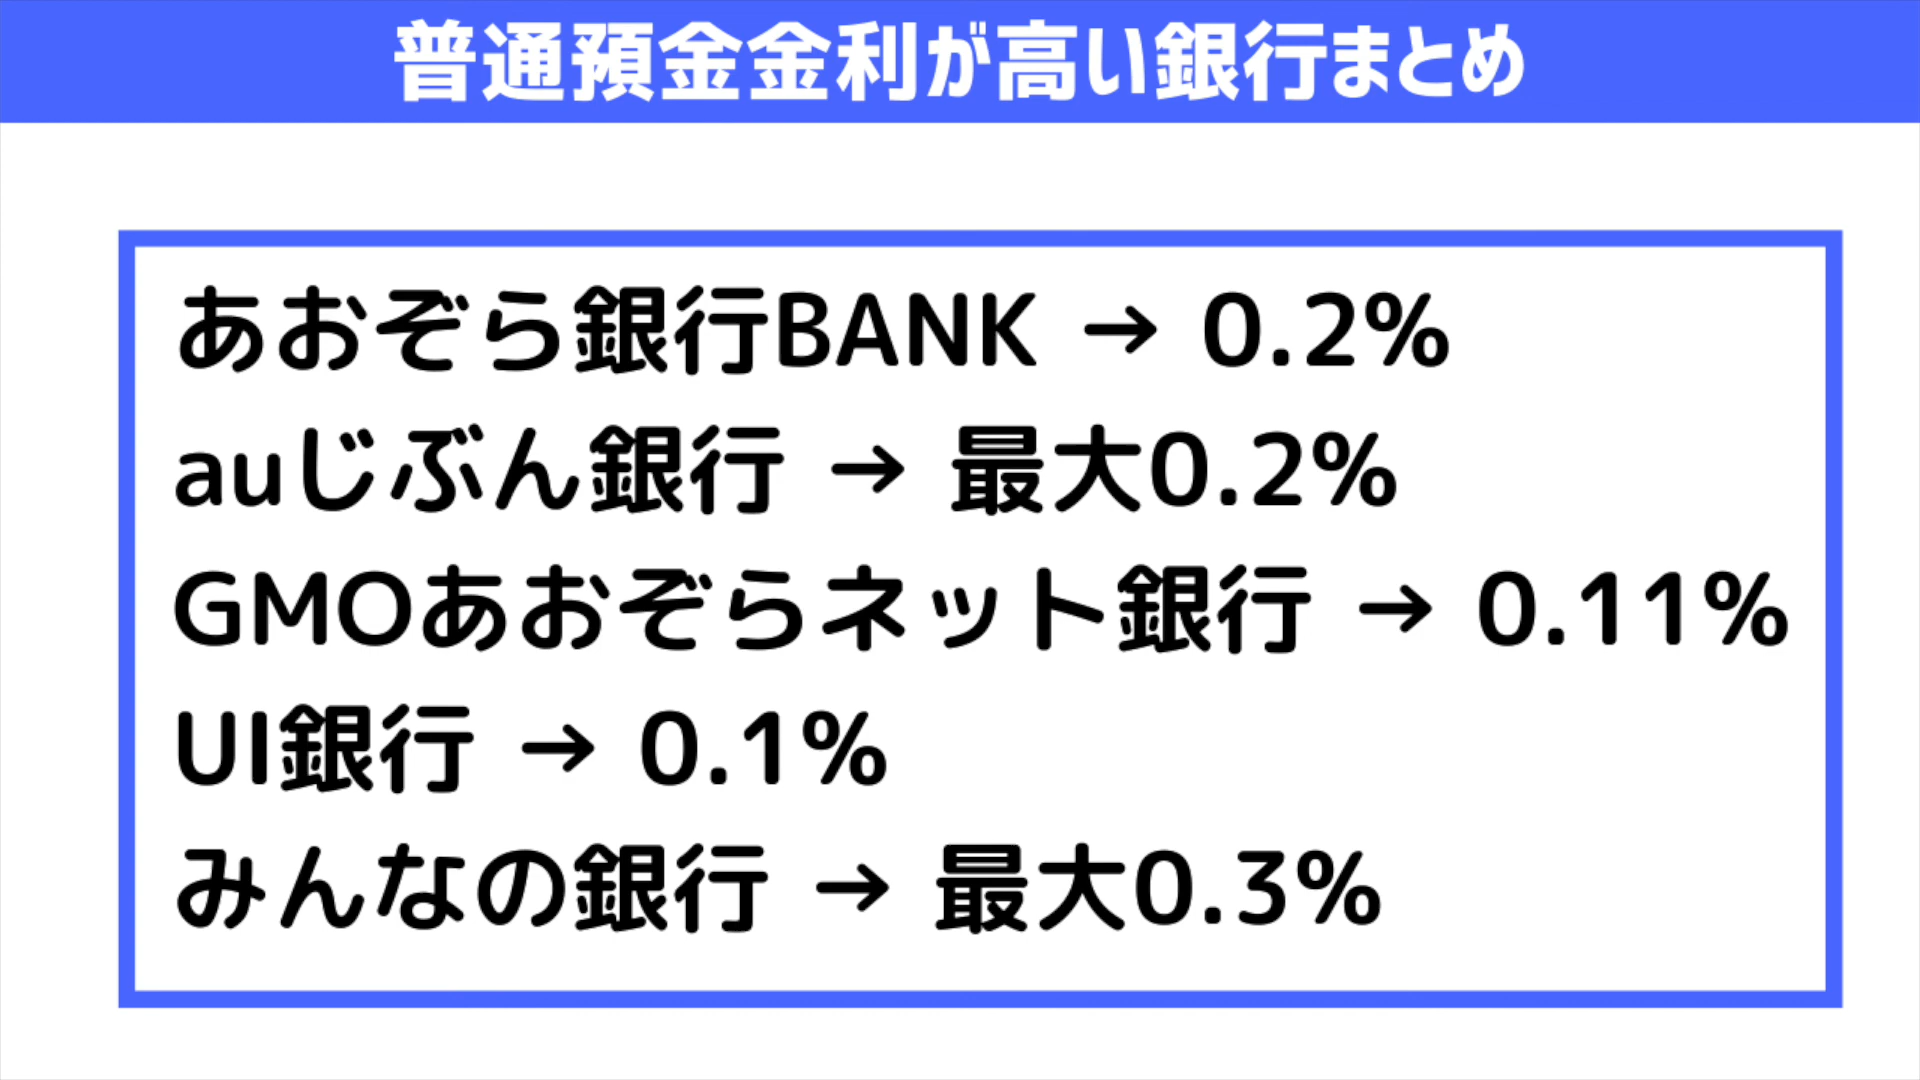 普通預金金利が高い銀行まとめ
あおぞら銀行BANK → 0.2%
auじぶん銀行 → 最大0.2%
GMOあおぞらネット銀行 → 0.11%
UI銀行 → 0.1%
みんなの銀行 → 最大0.3%